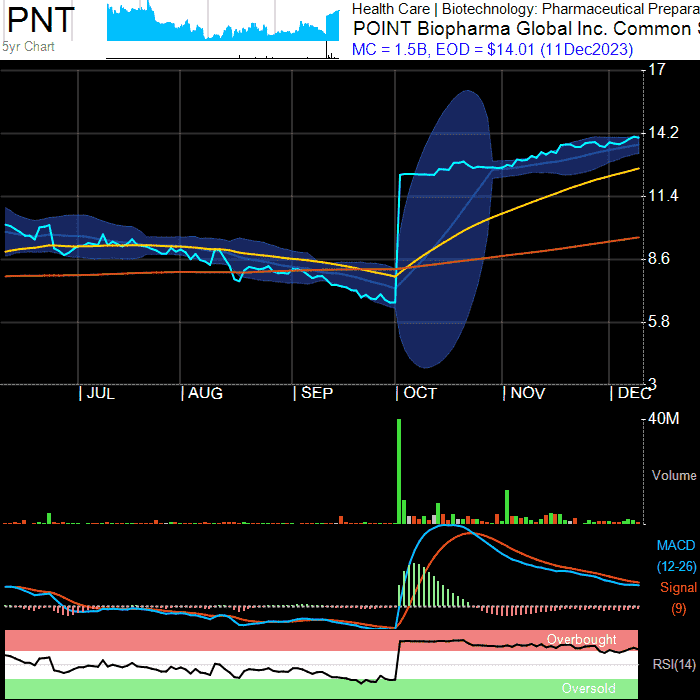 PNT
5yr Chart
Health Care | Biotechnology: Pharmaceutical Prepara
POINT Biopharma Global Inc. Common S
MC = 1.5B, EOD = $14.01 (11Dec2023)
17
14.2
11.4
8.6
5.8
3
| JUL | AUG | SEP | OCT | NOV | DEC
40M
Volume
MACD
(12-26)
Signal
(9)
Overbought
RSI(14)
Oversold